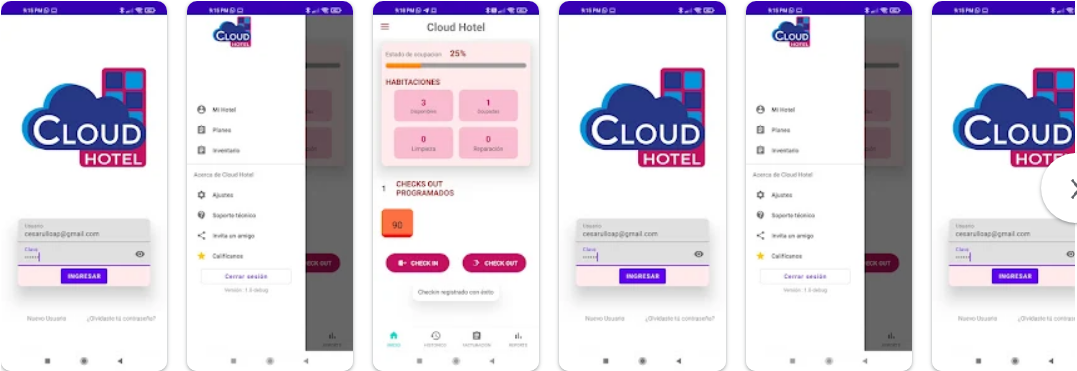 9:15 PM
CLOUD
HOTEL
Usuario
cesarulloap@gmail.com
Clave
INGRESAR
Nuevo Usuario
¿Olvidaste tú contraseña?
9:15 PM
CLOUD
HOTEL
Mi Hotel
Planes
Inventario
Acerca de Cloud Hotel
Ajustes
Soporte técnico
Invita un amigo
Califícanos
Cerrar sesión
Versión: 1.0 debug
CK OUT
9:18 PM
Cloud Hotel
Estado de ocupacion 25%
HABITACIONES
3
Disponibles
1
Ocupadas
0
Limpieza
0
Reparación
1
CHECKS OUT
PROGRAMADOS
90
CHECK IN
CHECK OUT
Checkin registrado con éxito
INICIO
HISTORICO
FACTURACION
REPORTE
9:15 PM
CLOUD
HOTEL
Usuario
cesarulloap@gmail.com
Clave
INGRESAR
Nuevo Usuario
¿Olvidaste tú contraseña?
9:15 PM
CLOUD
HOTEL
Mi Hotel
Planes
Inventario
Acerca de Cloud Hotel
Ajustes
Soporte técnico
Invita un amigo
Califícanos
Cerrar sesión
Versión: 1.0 debug
CK OUT
9:15 PM
CLOUD
HOT
Usuario
cesarulloap@gmail.com
Clave
INGRESAR
Nuevo Usuario
¿Olvidaste tú contras